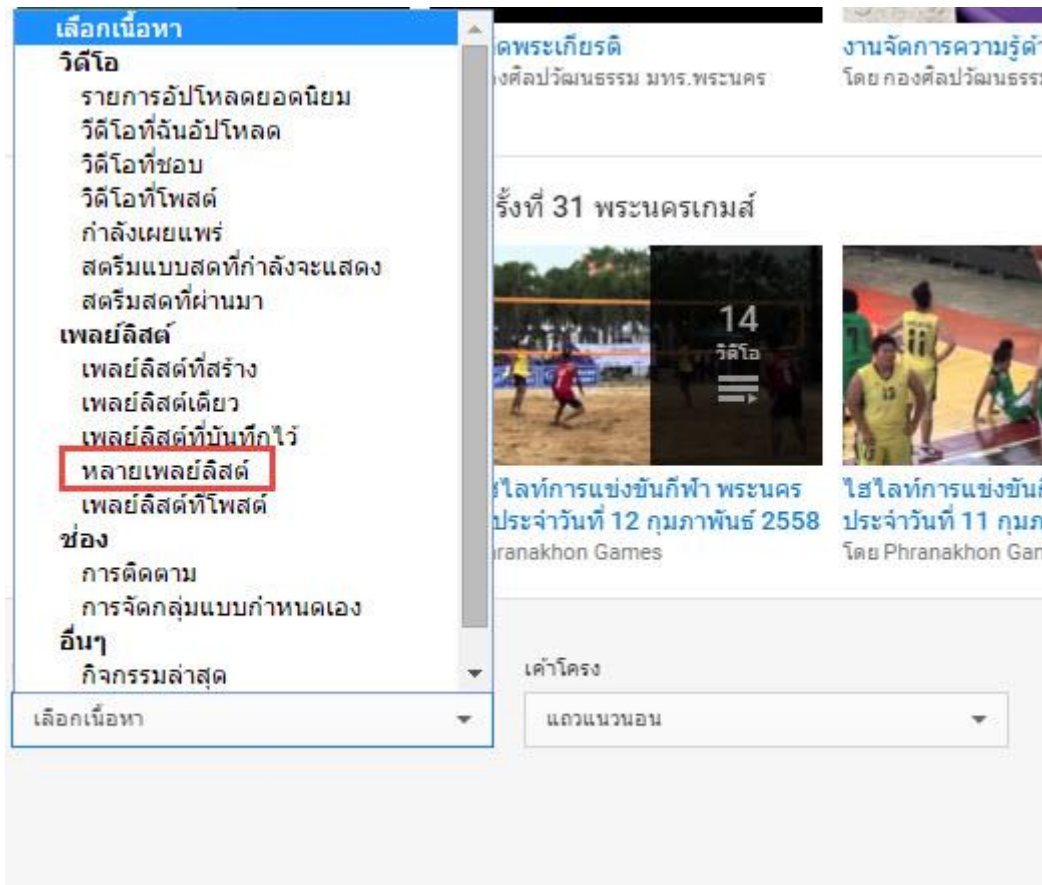 เลือกเนื้อหา
วิดีโอ
รายการอัปโหลดยอดนิยม
วีดีโอที่ฉันอัปโหลด
วิดีโอที่ชอบ
วิดีโอที่โพสต์
กำลังเผยแพร่
สตรีมแบบสดที่กำลังจะแสดง
สตรีมสดที่ผ่านมา
เพลย์ลิสต์
เพลย์ลิสต์ที่สร้าง
เพลย์ลิสต์เดียว
เพลย์ลิสต์ที่บันทึกไว้
หลายเพลย์ลิสต์
เพลย์ลิสต์ที่โพสต์
ช่อง
การติดตาม
การจัดกลุ่มแบบกำหนดเอง
อื่นๆ
กิจกรรมล่าสุด
เลือกเนื้อหา
ดพระเกียรติ
งศิลปวัฒนธรรม มทร.พระนคร
งานจัดการความรู้ด้า
โดย กองศิลปวัฒนธรร
รั้งที่ 31 พระนครเกมส์
14
วิดีโอ
ฮไลท์การแข่งขันกีฬา พระนคร
ประจำวันที่ 12 กุมภาพันธ์ 2558
ranakhon Games
ไฮไลท์การแข่งขันกี
ประจำวันที่ 11 กุมภ
โดย Phranakhon Gam
เค้าโครง
แถวแนวนอน